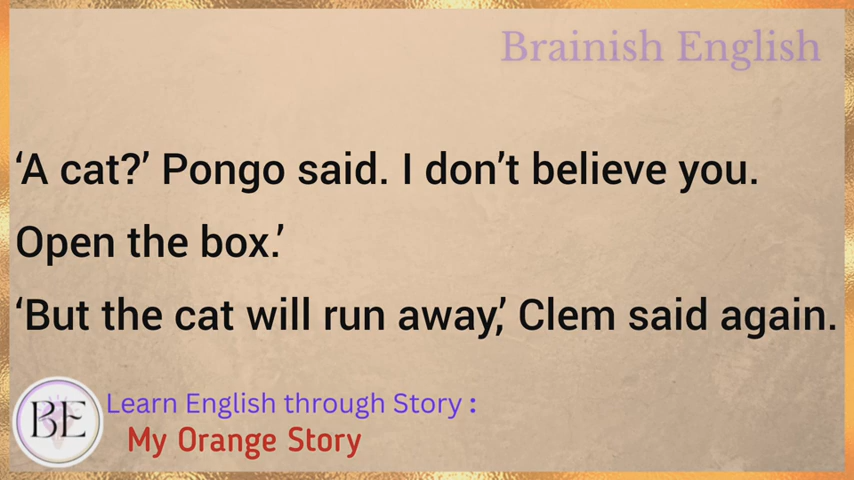 Brainish English
‘A cat?’ Pongo said. I don’t believe you.
Open the box.’
‘But the cat will run away,’ Clem said again.
BE
Learn English through Story :
My Orange Story